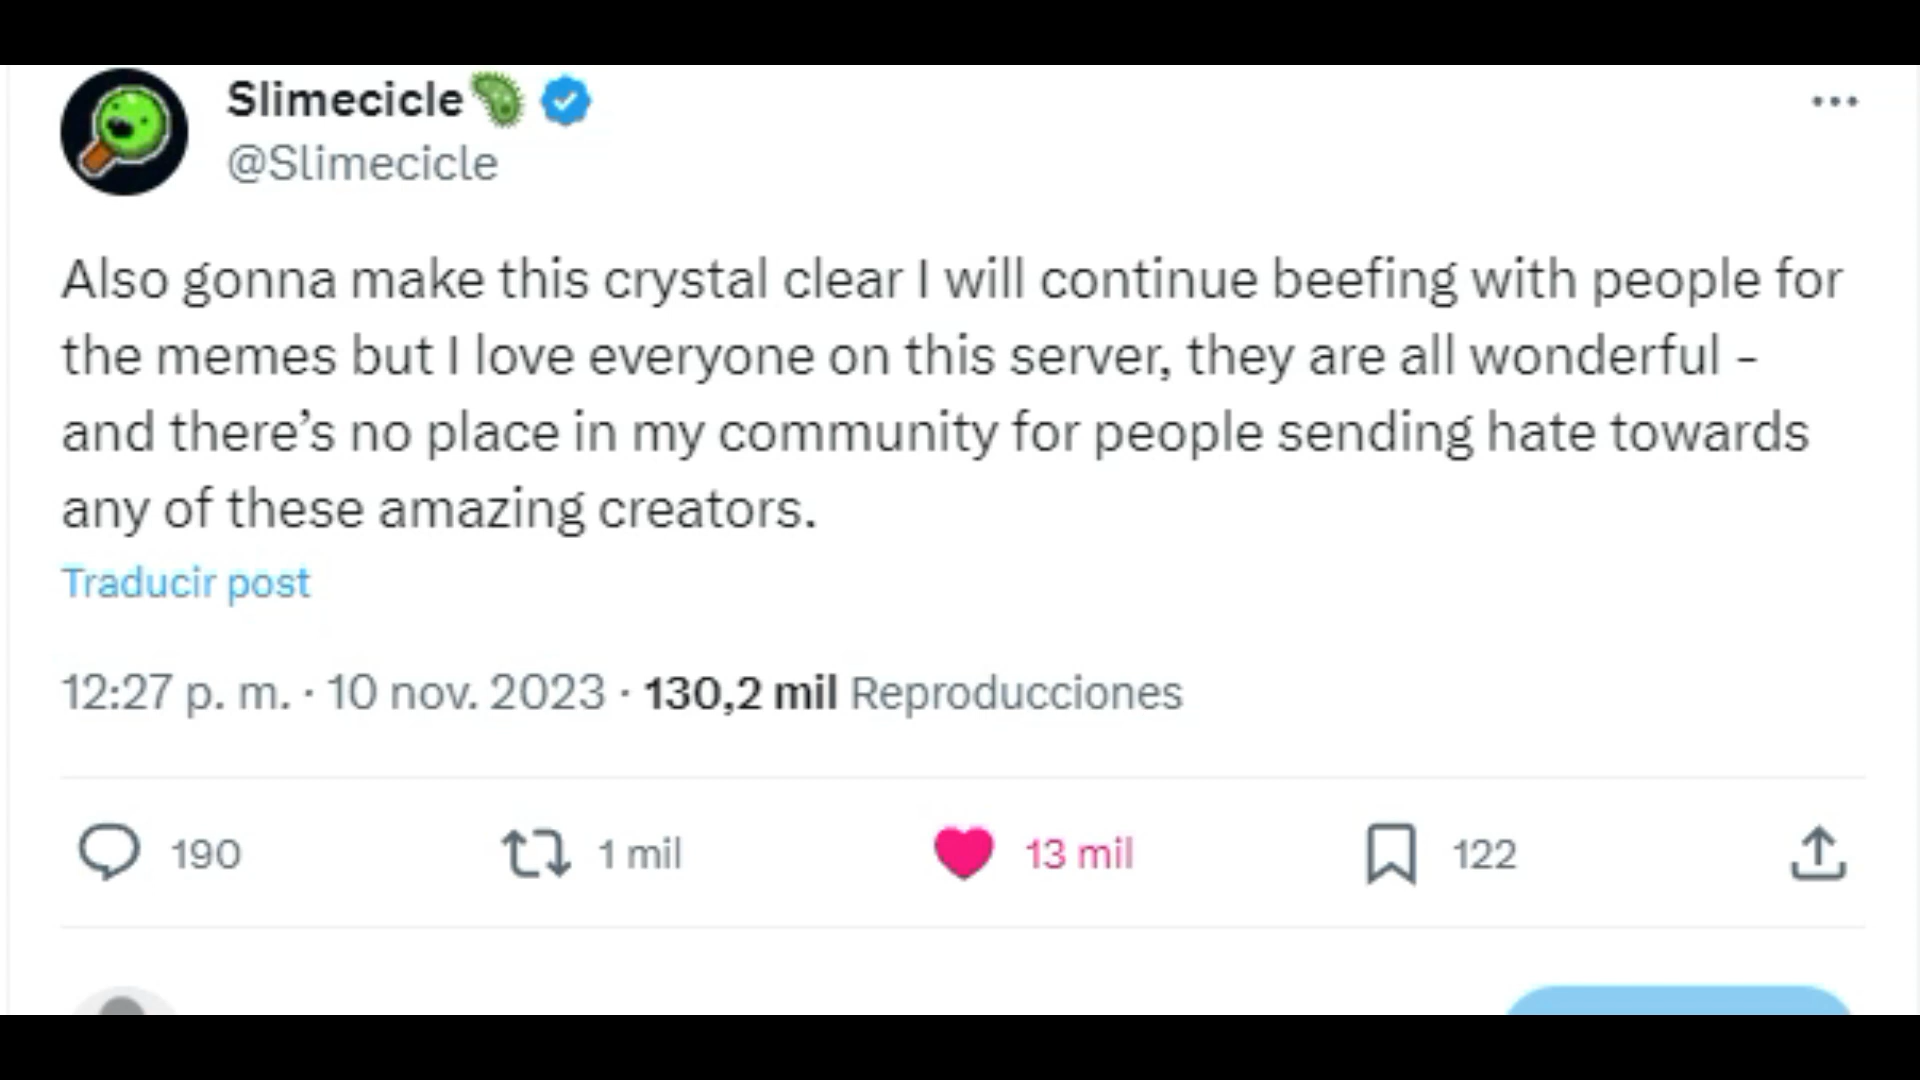 Slimecicle🦠
@Slimecicle
Also gonna make this crystal clear I will continue beefing with people for
the memes but I love everyone on this server, they are all wonderful -
and there’s no place in my community for people sending hate towards
any of these amazing creators.
Traducir post
12:27 p. m. · 10 nov. 2023 · 130,2 mil Reproducciones
190 1 mil 13 mil 122